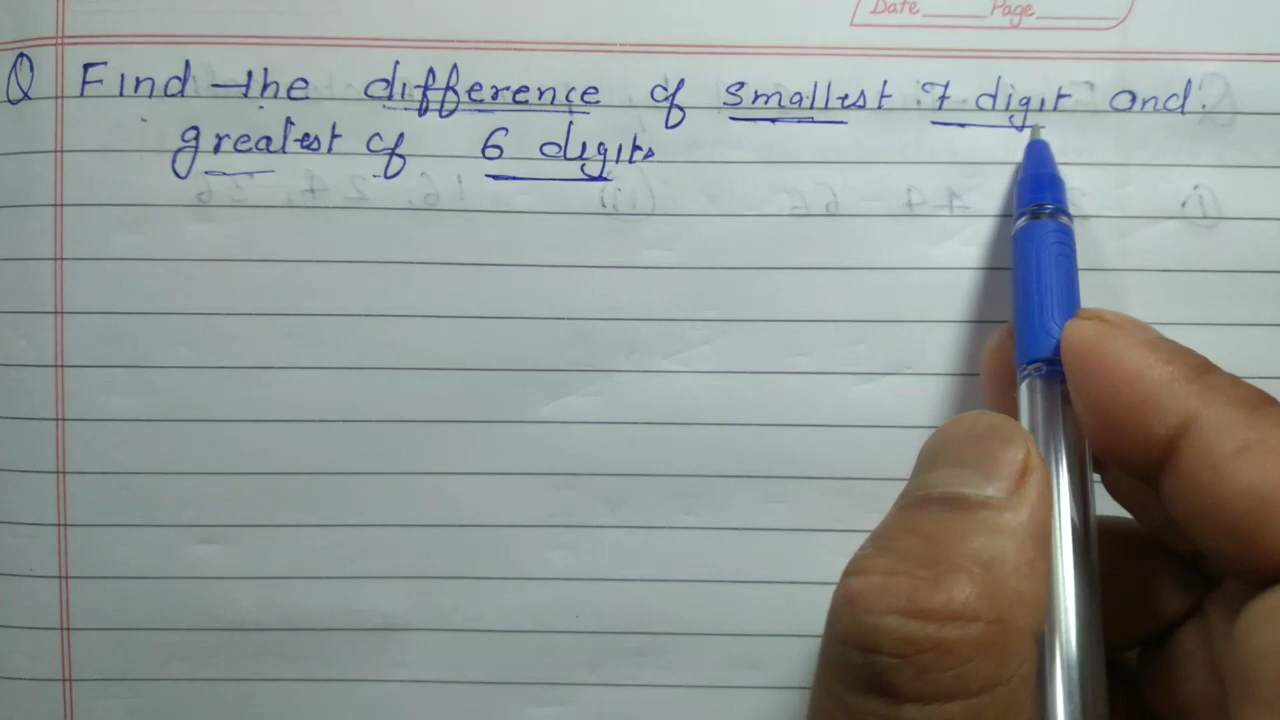 Date Page
Q Find the difference of smallest 7 digit and
greatest of 6 digits